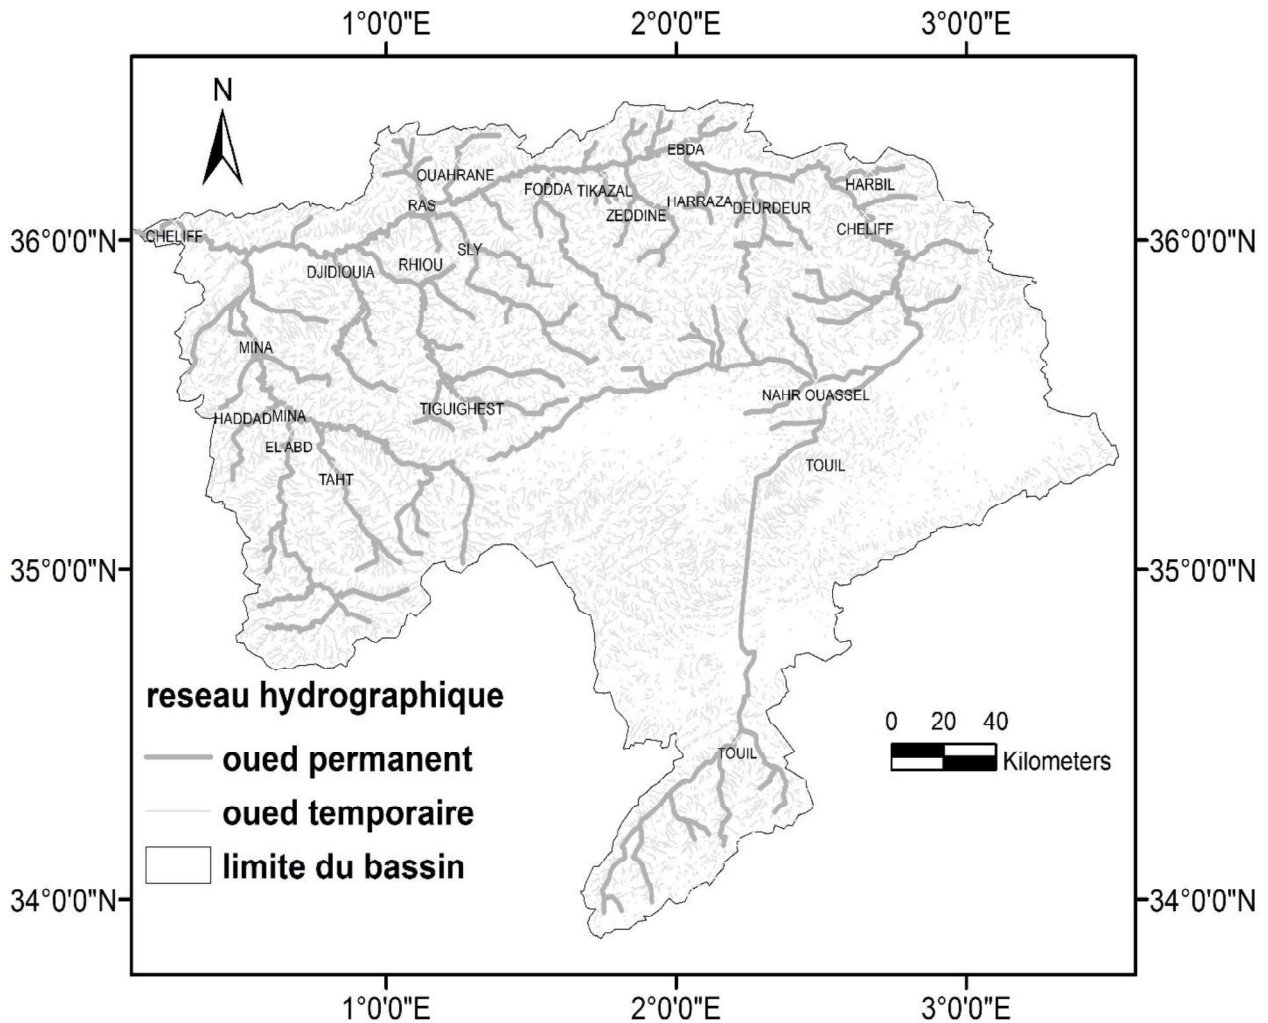 1°0'0"E 2°0'0"E 3°0'0"E
N
EBDA
OUAHRANE
FODDA TIKAZAL HARBIL
RAS ZEDDINE HARRAZA DEURDEUR
36°0'0"N CHELIFF SLY CHELIFF 36°0'0"N
DJIDIOUIA RHIOU
MINA
NAHR OUASSEL
HADDAD MINA TIGUIGHEST
EL ABD
TAHT TOUIL
35°0'0"N 35°0'0"N
reseau hydrographique
0 20 40
oued permanent TOUIL Kilometers
oued temporaire
limite du bassin
34°0'0"N 34°0'0"N
1°0'0"E 2°0'0"E 3°0'0"E